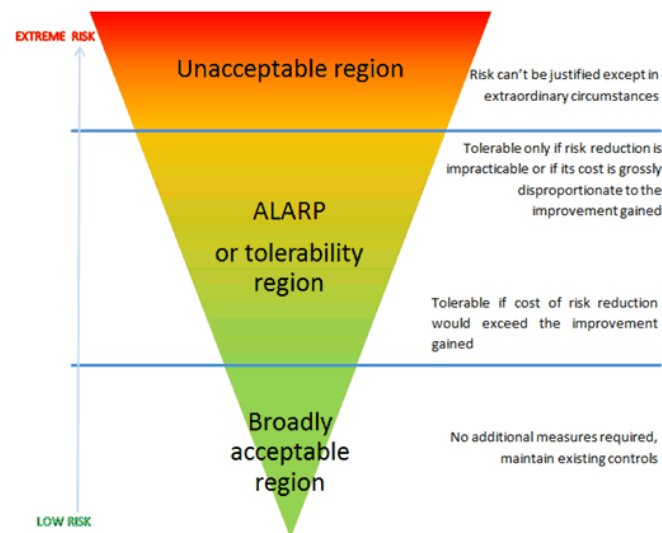 EXTREME RISK
Unacceptable region
Risk can't be justified except in
extraordinary circumstances
Tolerable only if risk reduction is
impracticable or if its cost is grossly
disproportionate to the
improvement gained
ALARP
or tolerability
region
Tolerable if cost of risk reduction
would exceed the improvement
gained
Broadly
acceptable
region
No additional measures required,
maintain existing controls
LOW RISK